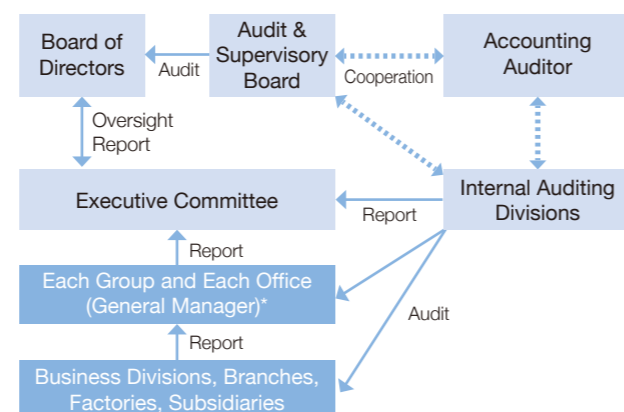 Board of
Directors
Audit
Audit &
Supervisory
Board
Cooperation
Accounting
Auditor
Oversight
Report
Executive Committee
Report
Internal Auditing
Divisions
Report
Each Group and Each Office
(General Manager)*
Audit
Report
Business Divisions, Branches,
Factories, Subsidiaries